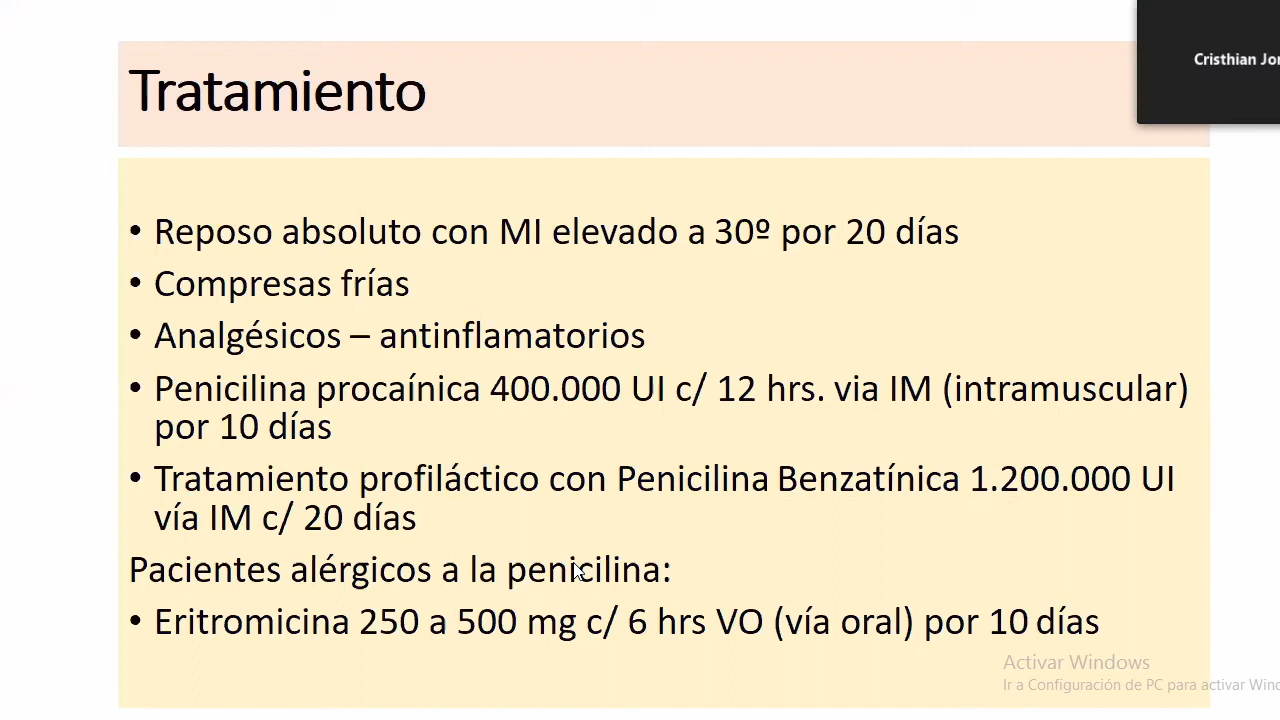 Cristhian Jor
Tratamiento
• Reposo absoluto con MI elevado a 30º por 20 días
• Compresas frías
• Analgésicos – antinflamatorios
• Penicilina procaínica 400.000 UI c/ 12 hrs. via IM (intramuscular)
por 10 días
• Tratamiento profiláctico con Penicilina Benzatínica 1.200.000 UI
vía IM c/ 20 días
Pacientes alérgicos a la penicilina:
• Eritromicina 250 a 500 mg c/ 6 hrs VO (vía oral) por 10 días
Activar Windows
Ir a Configuración de PC para activar Wind